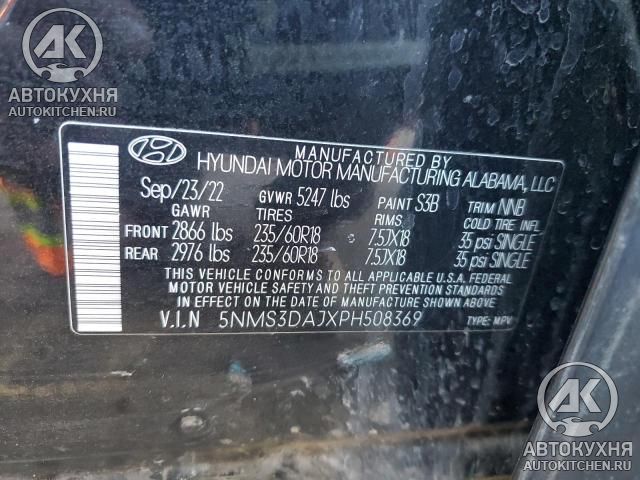 AK
АВТОКУХНЯ
AUTOKITCHEN.RU
MANUFACTURED BY
HYUNDAI MOTOR MANUFACTURING ALABAMA, LLC
Sep/23/22 GVWR 5247 lbs PAINT S3B TRIM NNB
GAWR TIRES RIMS COLD TIRE INFL
FRONT 2866 lbs 235/60R18 7.5JX18 35 psi SINGLE
REAR 2976 lbs 235/60R18 7.5JX18 35 psi SINGLE
THIS VEHICLE CONFORMS TO ALL APPLICABLE U.S.A. FEDERAL
MOTOR VEHICLE SAFETY AND THEFT PREVENTION STANDARDS
IN EFFECT ON THE DATE OF MANUFACTURE SHOWN ABOVE.
V.I.N 5NMS3DAJXPH508369 TYPE: MPV
AK
АВТОКУХНЯ
AUTOKITCHEN.RU